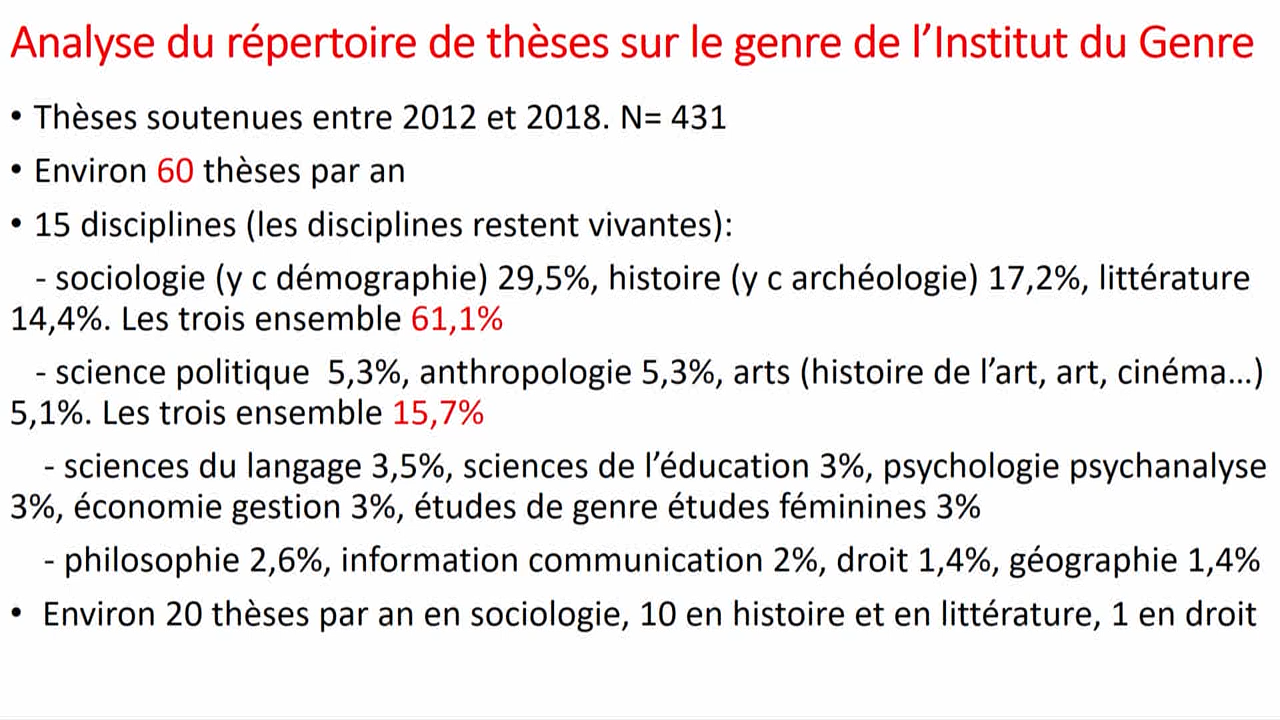 Analyse du répertoire de thèses sur le genre de l’Institut du Genre
• Thèses soutenues entre 2012 et 2018. N= 431
• Environ 60 thèses par an
• 15 disciplines (les disciplines restent vivantes):
- sociologie (y c démographie) 29,5%, histoire (y c archéologie) 17,2%, littérature
14,4%. Les trois ensemble 61,1%
- science politique  5,3%, anthropologie 5,3%, arts (histoire de l’art, art, cinéma…)
5,1%. Les trois ensemble 15,7%
- sciences du langage 3,5%, sciences de l’éducation 3%, psychologie psychanalyse
3%, économie gestion 3%, études de genre études féminines 3%
- philosophie 2,6%, information communication 2%, droit 1,4%, géographie 1,4%
• Environ 20 thèses par an en sociologie, 10 en histoire et en littérature, 1 en droit